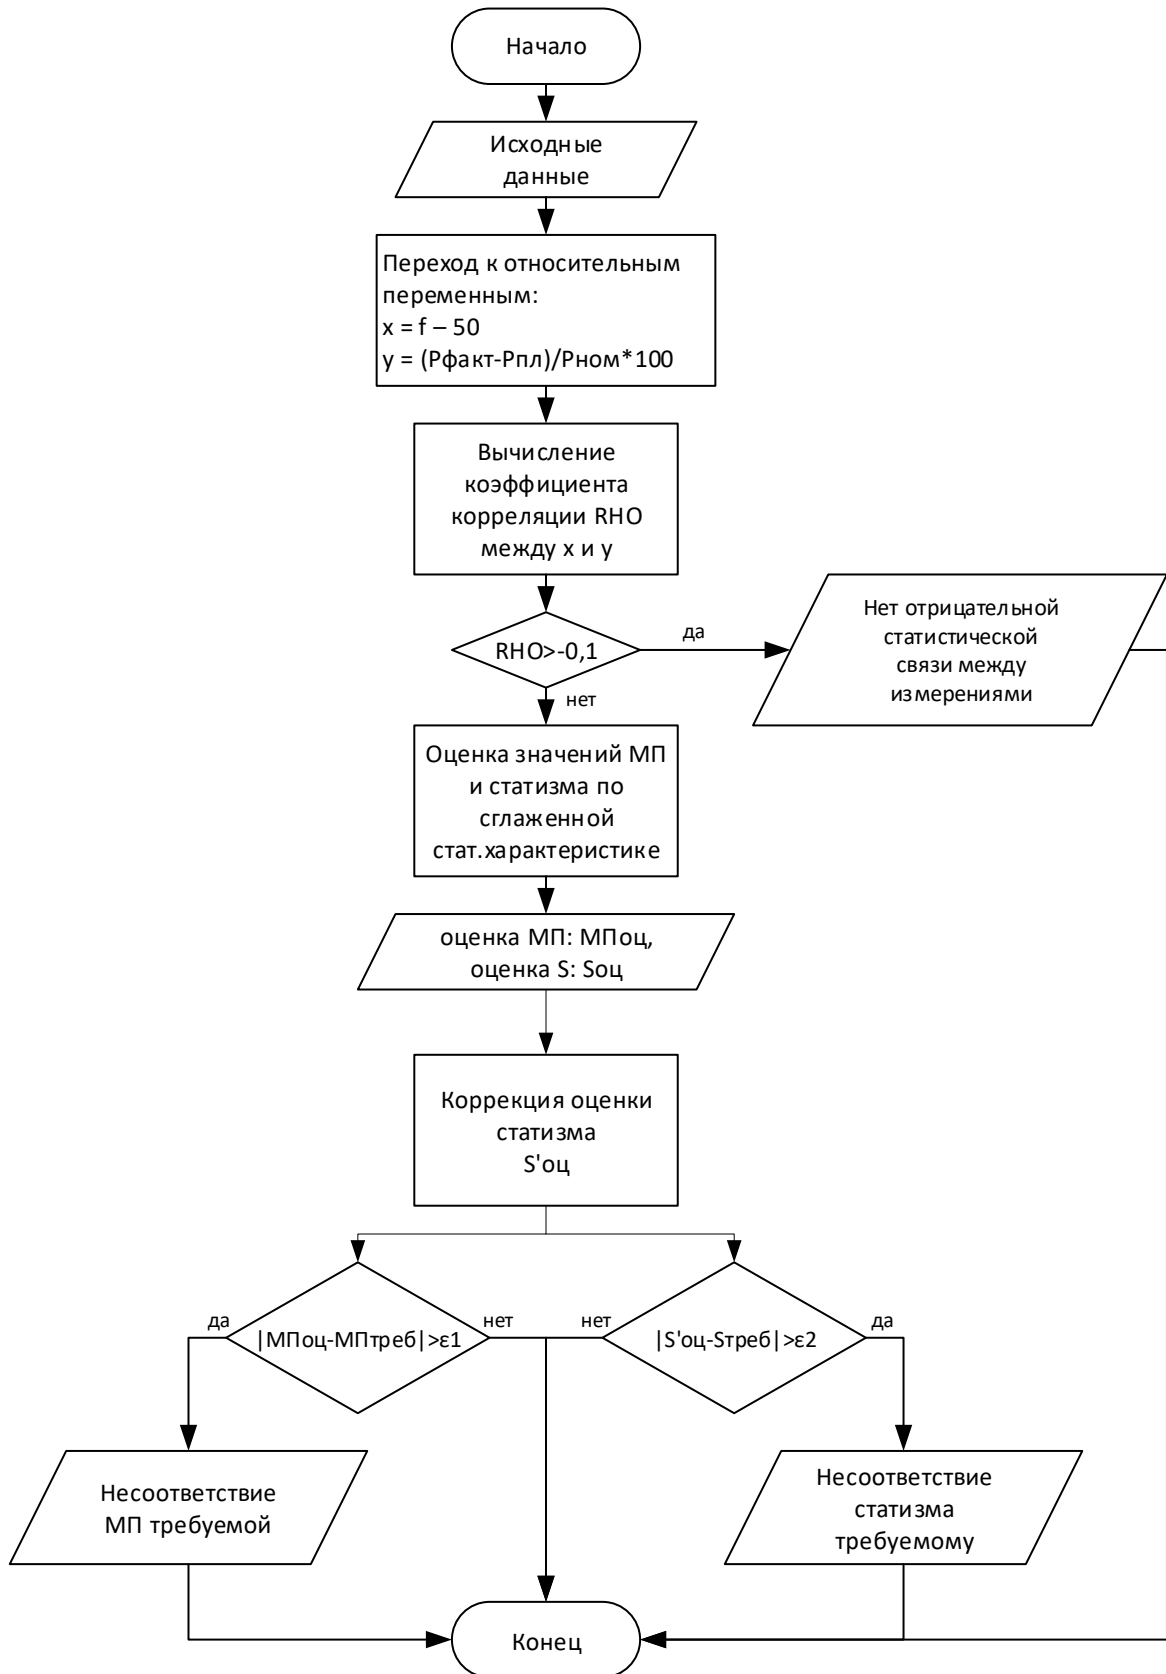 Начало
Исходные
данные
Переход к относительным
переменным:
x = f – 50
y = (Pфакт-Pпл)/Pном*100
Вычисление
коэффициента
корреляции RHO
между x и y
RHO>-0,1
да
нет
Нет отрицательной
статистической
связи между
измерениями
Оценка значений МП
и статизма по
сглаженной
стат.характеристике
оценка МП: МПоц,
оценка S: Sоц
Коррекция оценки
статизма
S'оц
да
|МПоц-МПтреб|>ε1
нет
нет
|S'оц-Sтреб|>ε2
да
Несоответствие
МП требуемой
Несоответствие
статизма
требуемому
Конец